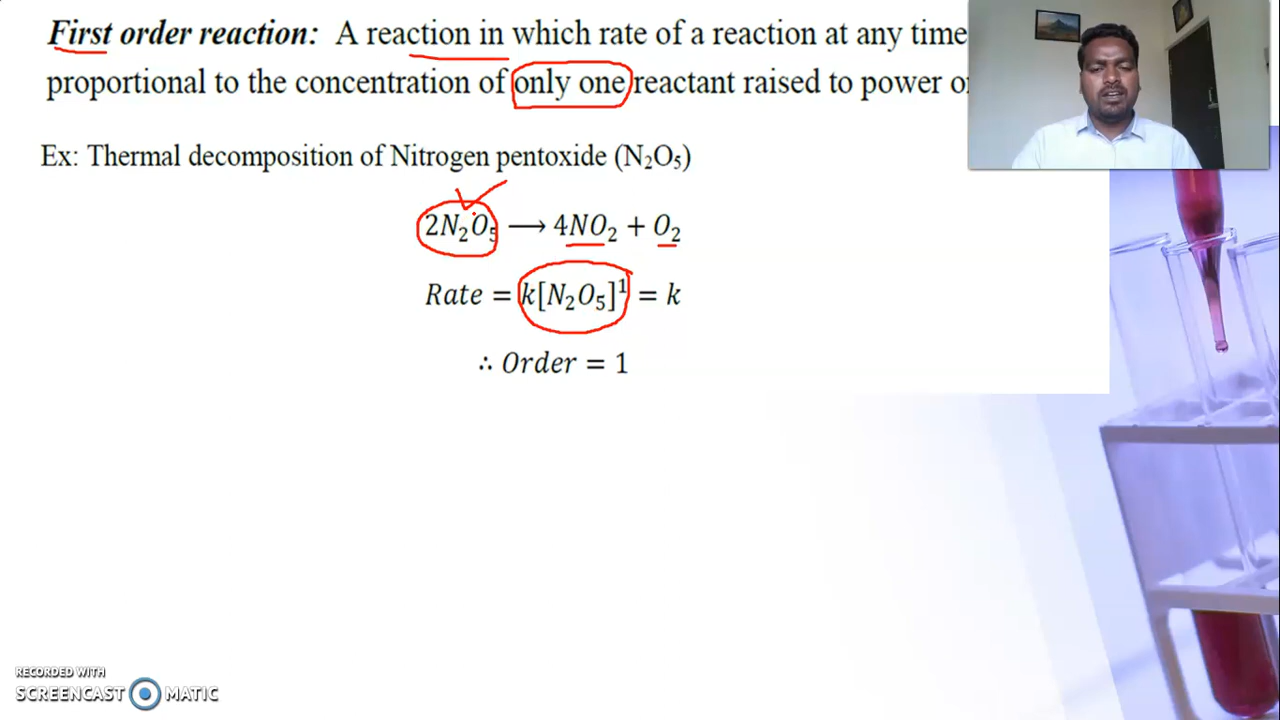 First order reaction: A reaction in which rate of a reaction at any time
proportional to the concentration of only one reactant raised to power
Ex: Thermal decomposition of Nitrogen pentoxide (N₂O₅)
2N₂O₅ ⟶ 4NO₂ + O₂
Rate = k[N₂O₅]¹ = k
∴ Order = 1
RECORDED WITH
SCREENCAST MATIC